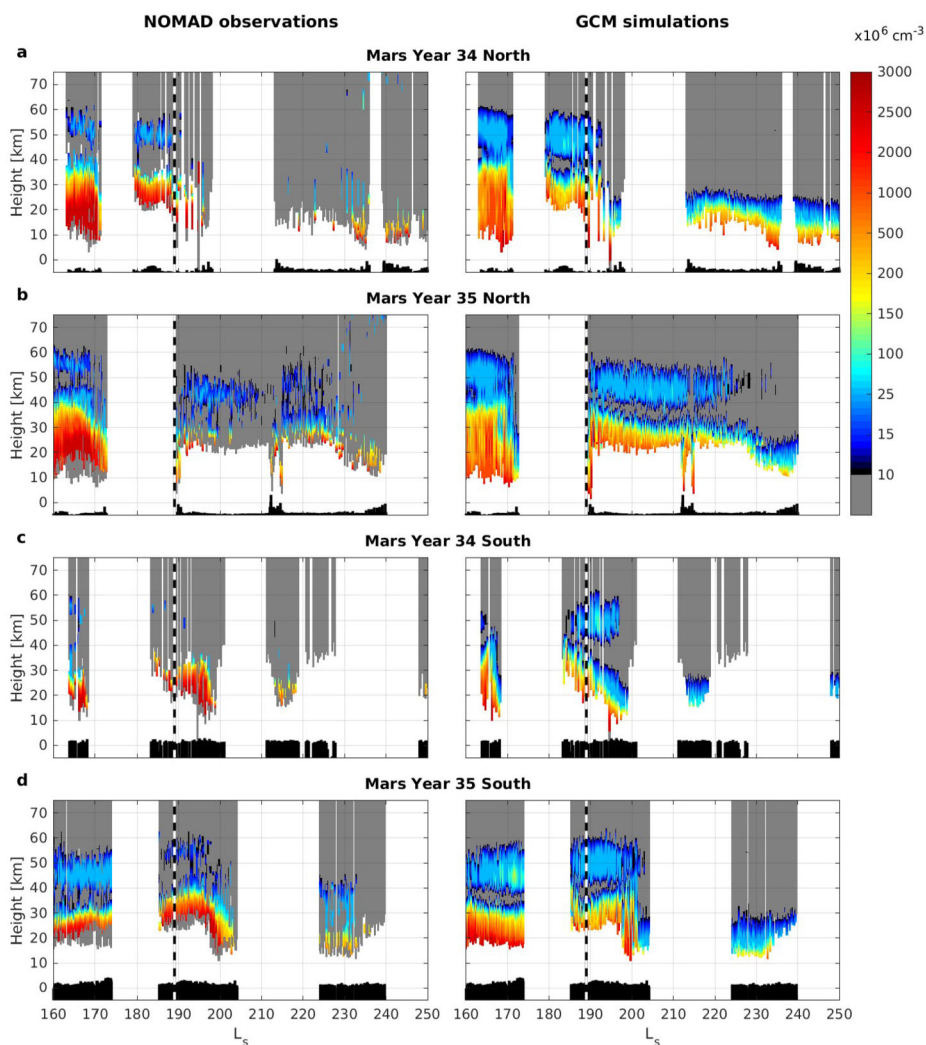 NOMAD observations
GCM simulations
x10⁶ cm⁻³
a
Mars Year 34 North
Height [km]
70
60
50
40
30
20
10
0
3000
2000
1000
500
200
150
100
50
25
15
10
b
Mars Year 35 North
Height [km]
70
60
50
40
30
20
10
0
c
Mars Year 34 South
Height [km]
70
60
50
40
30
20
10
0
d
Mars Year 35 South
Height [km]
70
60
50
40
30
20
10
0
160 170 180 190 200 210 220 230 240 250
160 170 180 190 200 210 220 230 240 250
Lₛ
Lₛ